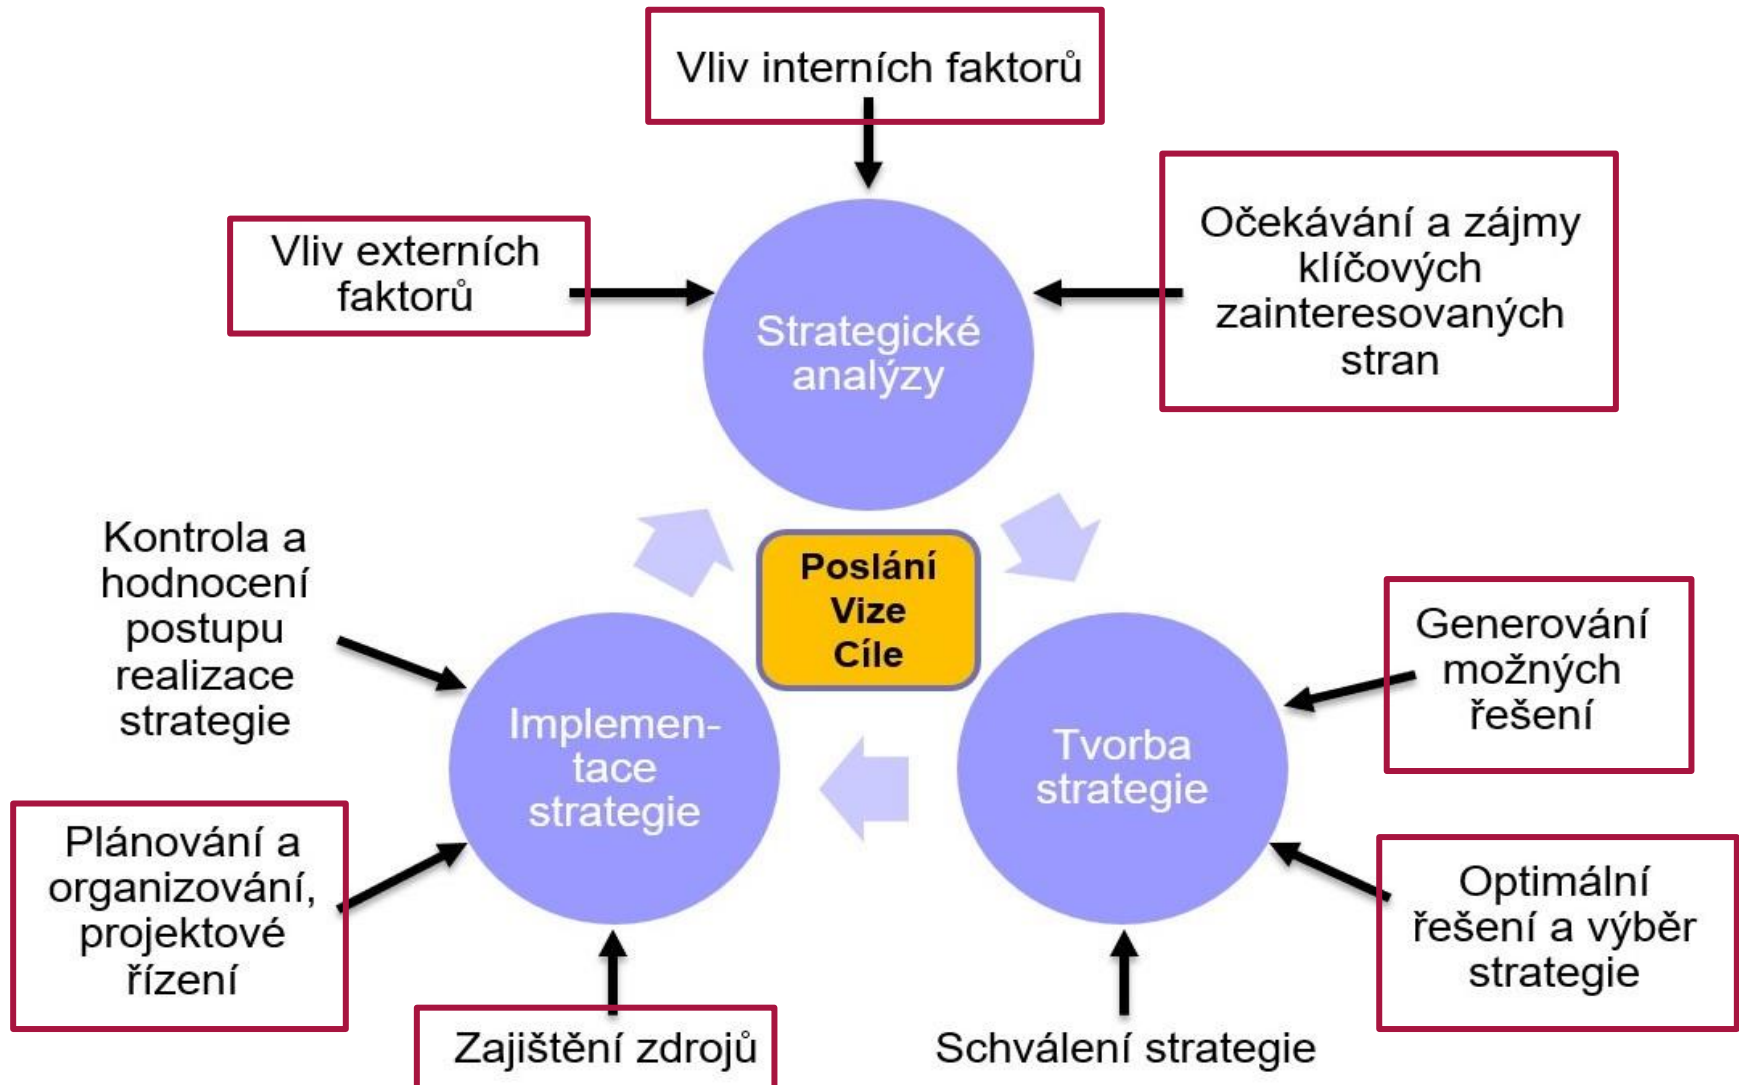 Vliv interních faktorů
Vliv externích
faktorů
Očekávání a zájmy
klíčových
zainteresovaných
stran
Strategické
analýzy
Kontrola a
hodnocení
postupu
realizace
strategie
Poslání
Vize
Cíle
Generování
možných
řešení
Implemen-
tace
strategie
Tvorba
strategie
Plánování a
organizování,
projektové
řízení
Optimální
řešení a výběr
strategie
Zajištění zdrojů
Schválení strategie